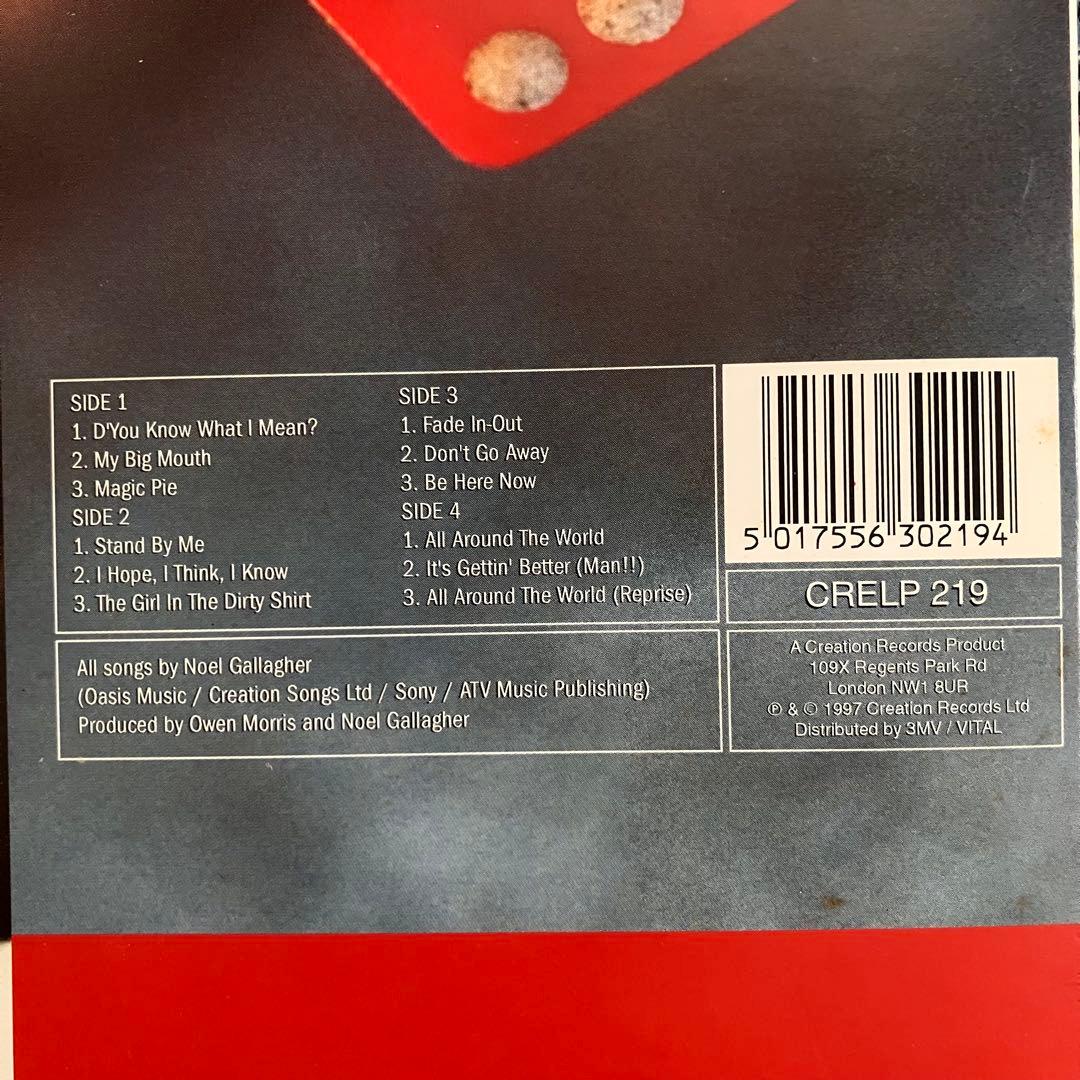 SIDE 1
1. D'You Know What I Mean?
2. My Big Mouth
3. Magic Pie
SIDE 2
1. Stand By Me
2. I Hope, I Think, I Know
3. The Girl In The Dirty Shirt
SIDE 3
1. Fade In-Out
2. Don't Go Away
3. Be Here Now
SIDE 4
1. All Around The World
2. It's Gettin' Better (Man!!)
3. All Around The World (Reprise)
5 017556 302194
CRELP 219
All songs by Noel Gallagher
(Oasis Music / Creation Songs Ltd / Sony / ATV Music Publishing)
Produced by Owen Morris and Noel Gallagher
A Creation Records Product
109X Regents Park Rd
London NW1 8UR
℗ & © 1997 Creation Records Ltd
Distributed by 3MV / VITAL